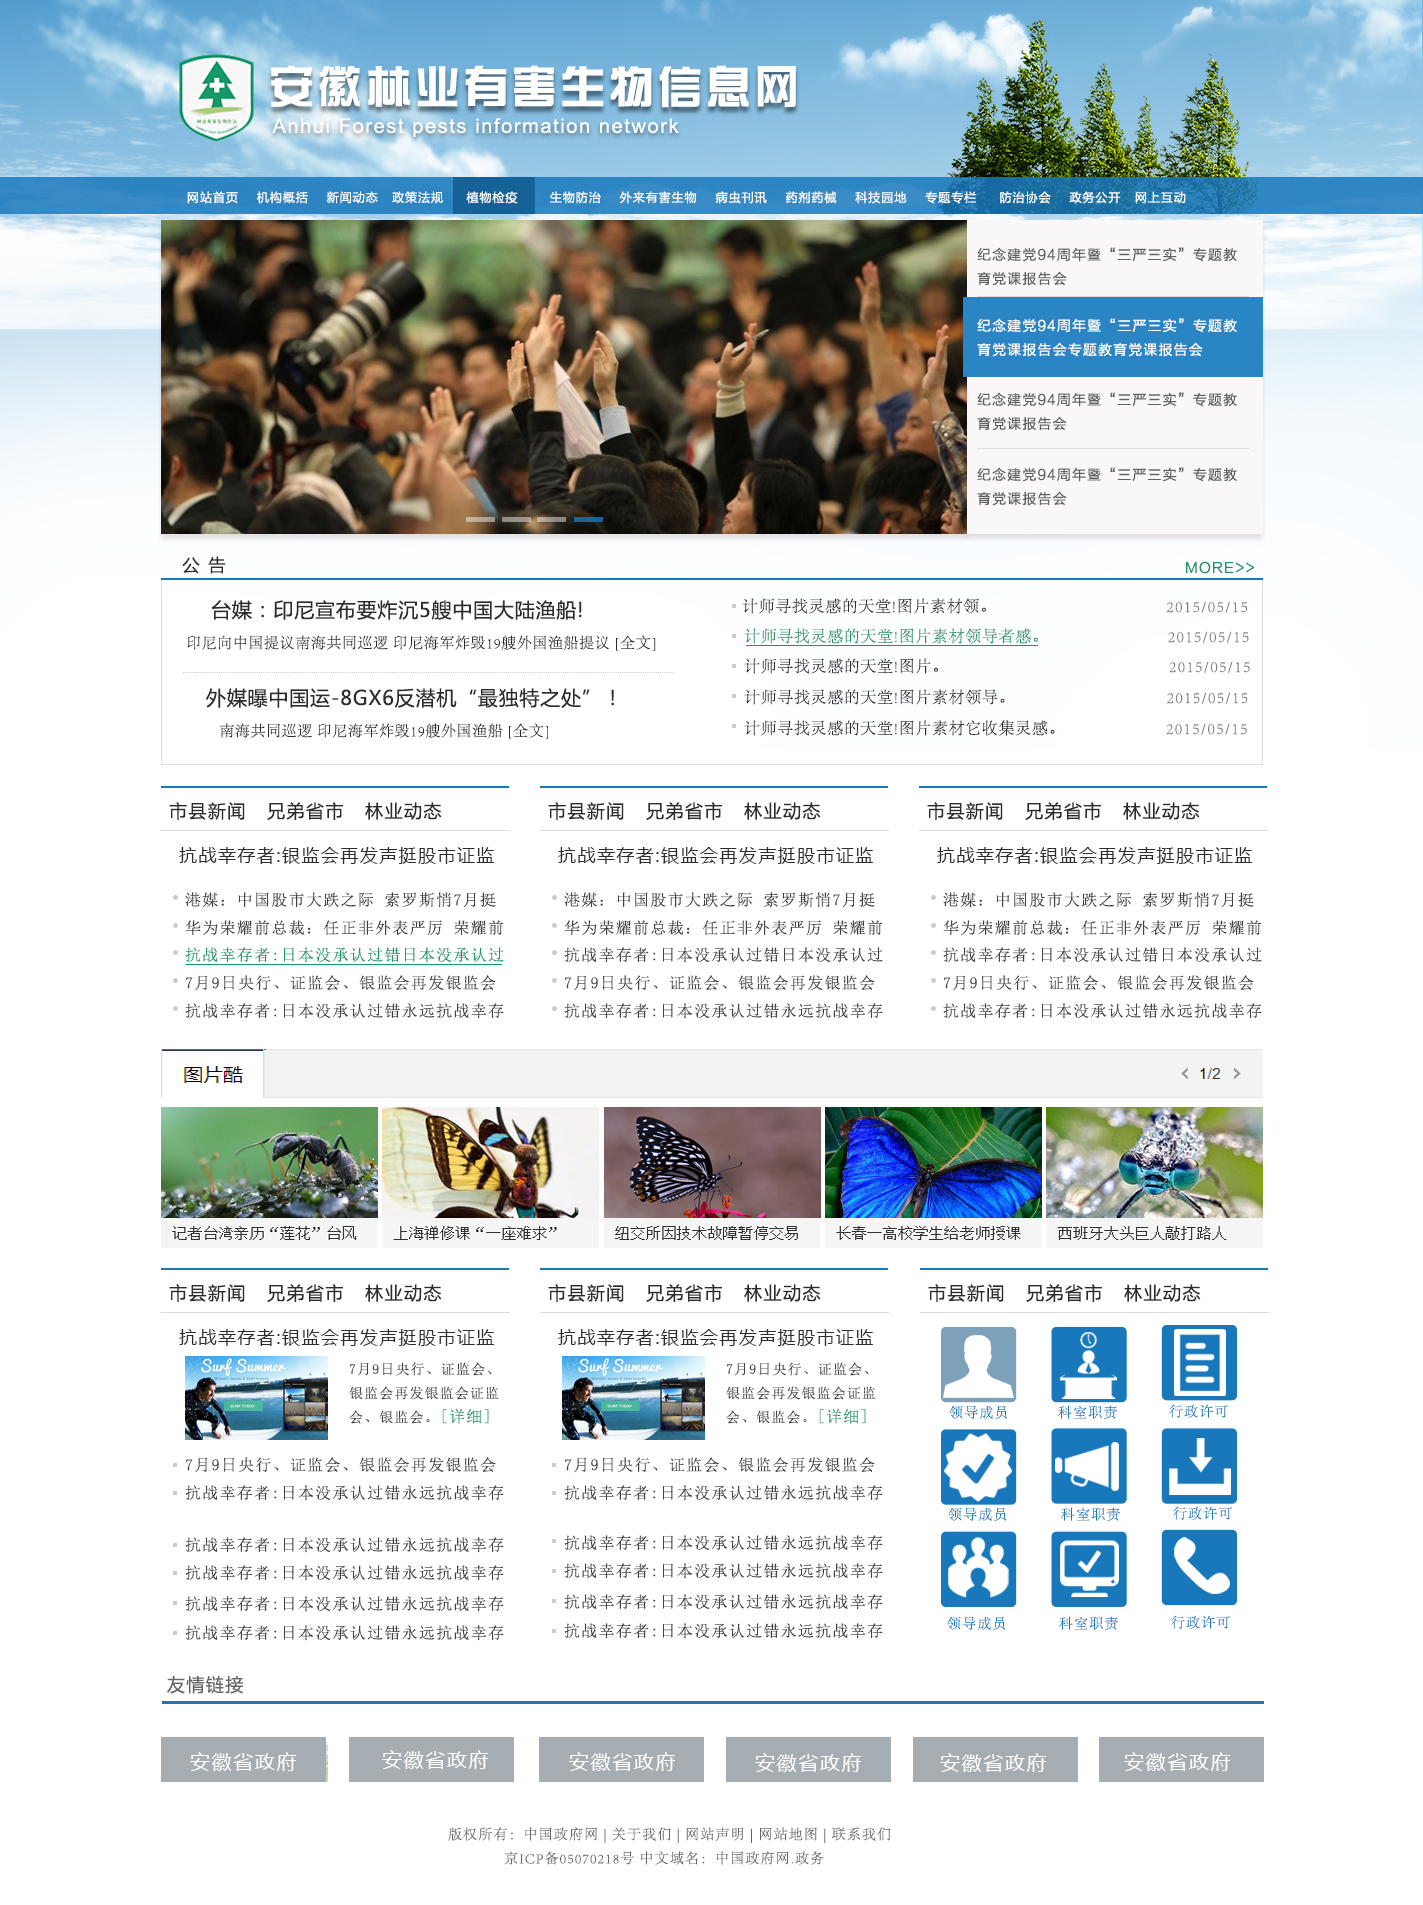 安徽林业有害生物信息网
Anhui Forest pests information network
网站首页 机构概括 新闻动态 政策法规 植物检疫 生物防治 外来有害生物 病虫刊讯 药剂药械 科技园地 专题专栏 防治协会 政务公开 网上互动
纪念建党94周年暨“三严三实”专题教
育党课报告会
纪念建党94周年暨“三严三实”专题教
育党课报告会专题教育党课报告会
纪念建党94周年暨“三严三实”专题教
育党课报告会
纪念建党94周年暨“三严三实”专题教
育党课报告会
公 告 MORE>>
台媒：印尼宣布要炸沉5艘中国大陆渔船!
印尼向中国提议南海共同巡逻 印尼海军炸毁19艘外国渔船提议 [全文]
外媒曝中国运-8GX6反潜机“最独特之处” ！
南海共同巡逻 印尼海军炸毁19艘外国渔船 [全文]
计师寻找灵感的天堂!图片素材领。 2015/05/15
计师寻找灵感的天堂!图片素材领导者感。 2015/05/15
计师寻找灵感的天堂!图片。 2015/05/15
计师寻找灵感的天堂!图片素材领导。 2015/05/15
计师寻找灵感的天堂!图片素材它收集灵感。 2015/05/15
市县新闻 兄弟省市 林业动态
抗战幸存者:银监会再发声挺股市证监
港媒：中国股市大跌之际 索罗斯悄7月挺
华为荣耀前总裁：任正非外表严厉 荣耀前
抗战幸存者:日本没承认过错日本没承认过
7月9日央行、证监会、银监会再发银监会
抗战幸存者:日本没承认过错永远抗战幸存
市县新闻 兄弟省市 林业动态
抗战幸存者:银监会再发声挺股市证监
港媒：中国股市大跌之际 索罗斯悄7月挺
华为荣耀前总裁：任正非外表严厉 荣耀前
抗战幸存者:日本没承认过错日本没承认过
7月9日央行、证监会、银监会再发银监会
抗战幸存者:日本没承认过错永远抗战幸存
市县新闻 兄弟省市 林业动态
抗战幸存者:银监会再发声挺股市证监
港媒：中国股市大跌之际 索罗斯悄7月挺
华为荣耀前总裁：任正非外表严厉 荣耀前
抗战幸存者:日本没承认过错日本没承认过
7月9日央行、证监会、银监会再发银监会
抗战幸存者:日本没承认过错永远抗战幸存
图片酷 < 1/2 >
记者台湾亲历“莲花”台风
上海禅修课“一座难求”
纽交所因技术故障暂停交易
长春一高校学生给老师授课
西班牙大头巨人敲打路人
市县新闻 兄弟省市 林业动态
抗战幸存者:银监会再发声挺股市证监
Surf Summer
SURF TODAY
7月9日央行、证监会、
银监会再发银监会证监
会、银监会。[详细]
7月9日央行、证监会、银监会再发银监会
抗战幸存者:日本没承认过错永远抗战幸存
抗战幸存者:日本没承认过错永远抗战幸存
抗战幸存者:日本没承认过错永远抗战幸存
抗战幸存者:日本没承认过错永远抗战幸存
抗战幸存者:日本没承认过错永远抗战幸存
市县新闻 兄弟省市 林业动态
抗战幸存者:银监会再发声挺股市证监
Surf Summer
SURF TODAY
7月9日央行、证监会、
银监会再发银监会证监
会、银监会。[详细]
7月9日央行、证监会、银监会再发银监会
抗战幸存者:日本没承认过错永远抗战幸存
抗战幸存者:日本没承认过错永远抗战幸存
抗战幸存者:日本没承认过错永远抗战幸存
抗战幸存者:日本没承认过错永远抗战幸存
抗战幸存者:日本没承认过错永远抗战幸存
市县新闻 兄弟省市 林业动态
领导成员 科室职责 行政许可
领导成员 科室职责 行政许可
领导成员 科室职责 行政许可
友情链接
安徽省政府 安徽省政府 安徽省政府 安徽省政府 安徽省政府 安徽省政府
版权所有：中国政府网 | 关于我们 | 网站声明 | 网站地图 | 联系我们
京ICP备05070218号 中文域名：中国政府网.政务